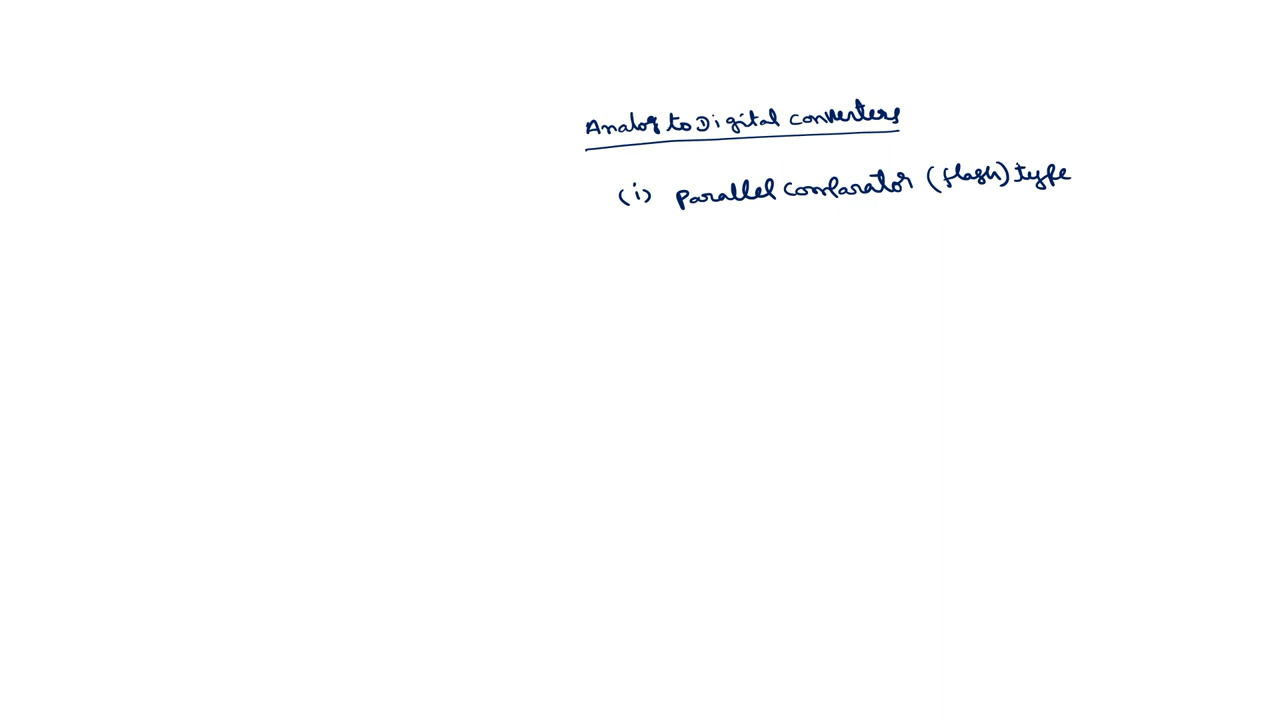 Analog to Digital converters
(i) Parallel comparator (flash) type